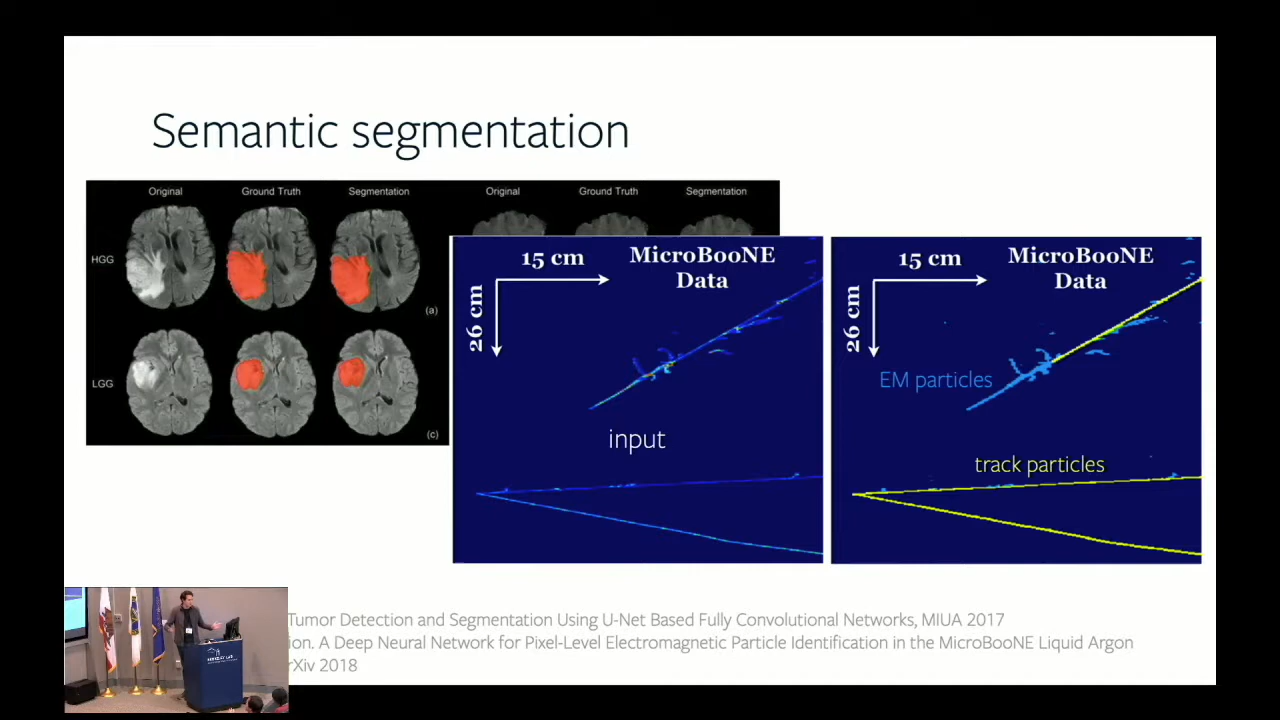 Semantic segmentation
Original Ground Truth Segmentation Original Ground Truth Segmentation
HGG
(a)
LGG
(c)
15 cm MicroBooNE
Data
26 cm
input
15 cm MicroBooNE
Data
26 cm
EM particles
track particles
Tumor Detection and Segmentation Using U-Net Based Fully Convolutional Networks, MIUA 2017
ion. A Deep Neural Network for Pixel-Level Electromagnetic Particle Identification in the MicroBooNE Liquid Argon
rXiv 2018
BERKELEY LAB